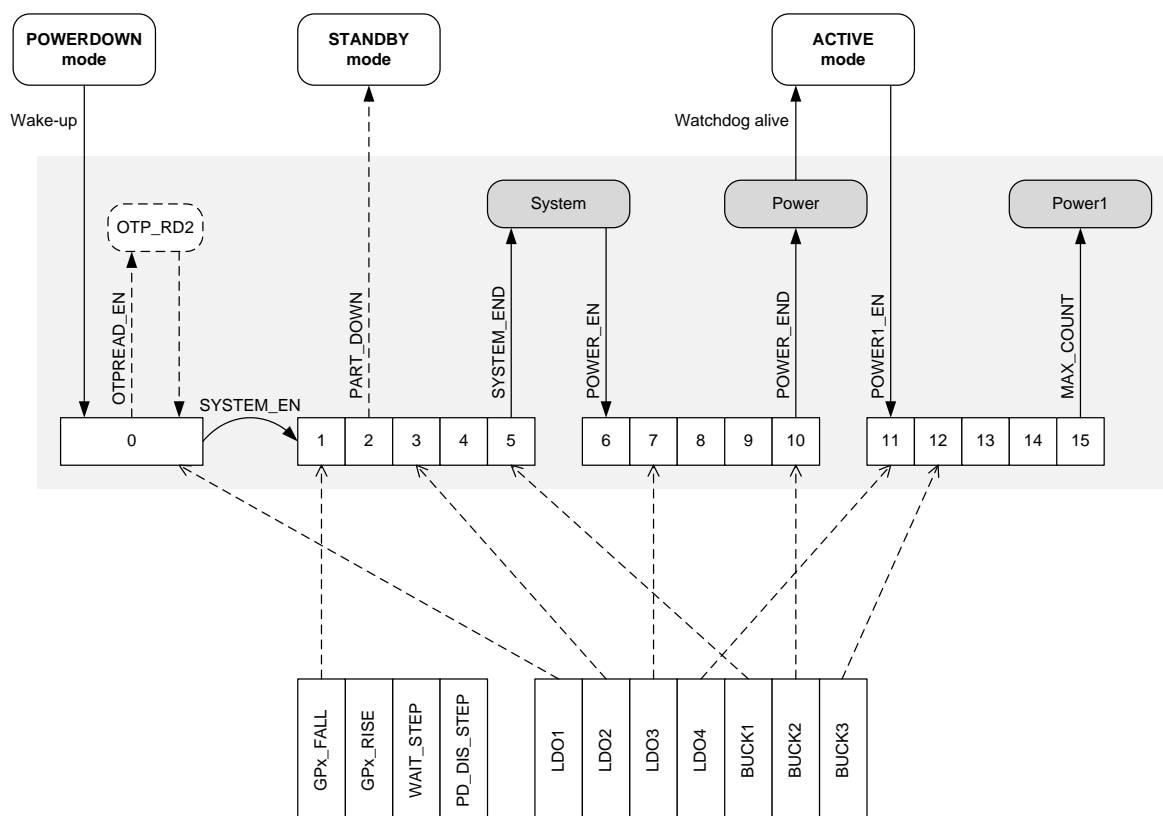 POWERDOWN
mode
STANDBY
mode
ACTIVE
mode
Wake-up
Watchdog alive
OTP_RD2
System
Power
Power1
OTPREAD_EN
PART_DOWN
SYSTEM_END
POWER_EN
POWER_END
POWER1_EN
MAX_COUNT
SYSTEM_EN
0
1
2
3
4
5
6
7
8
9
10
11
12
13
14
15
GPx_FALL
GPx_RISE
WAIT_STEP
PD_DIS_STEP
LDO1
LDO2
LDO3
LDO4
BUCK1
BUCK2
BUCK3